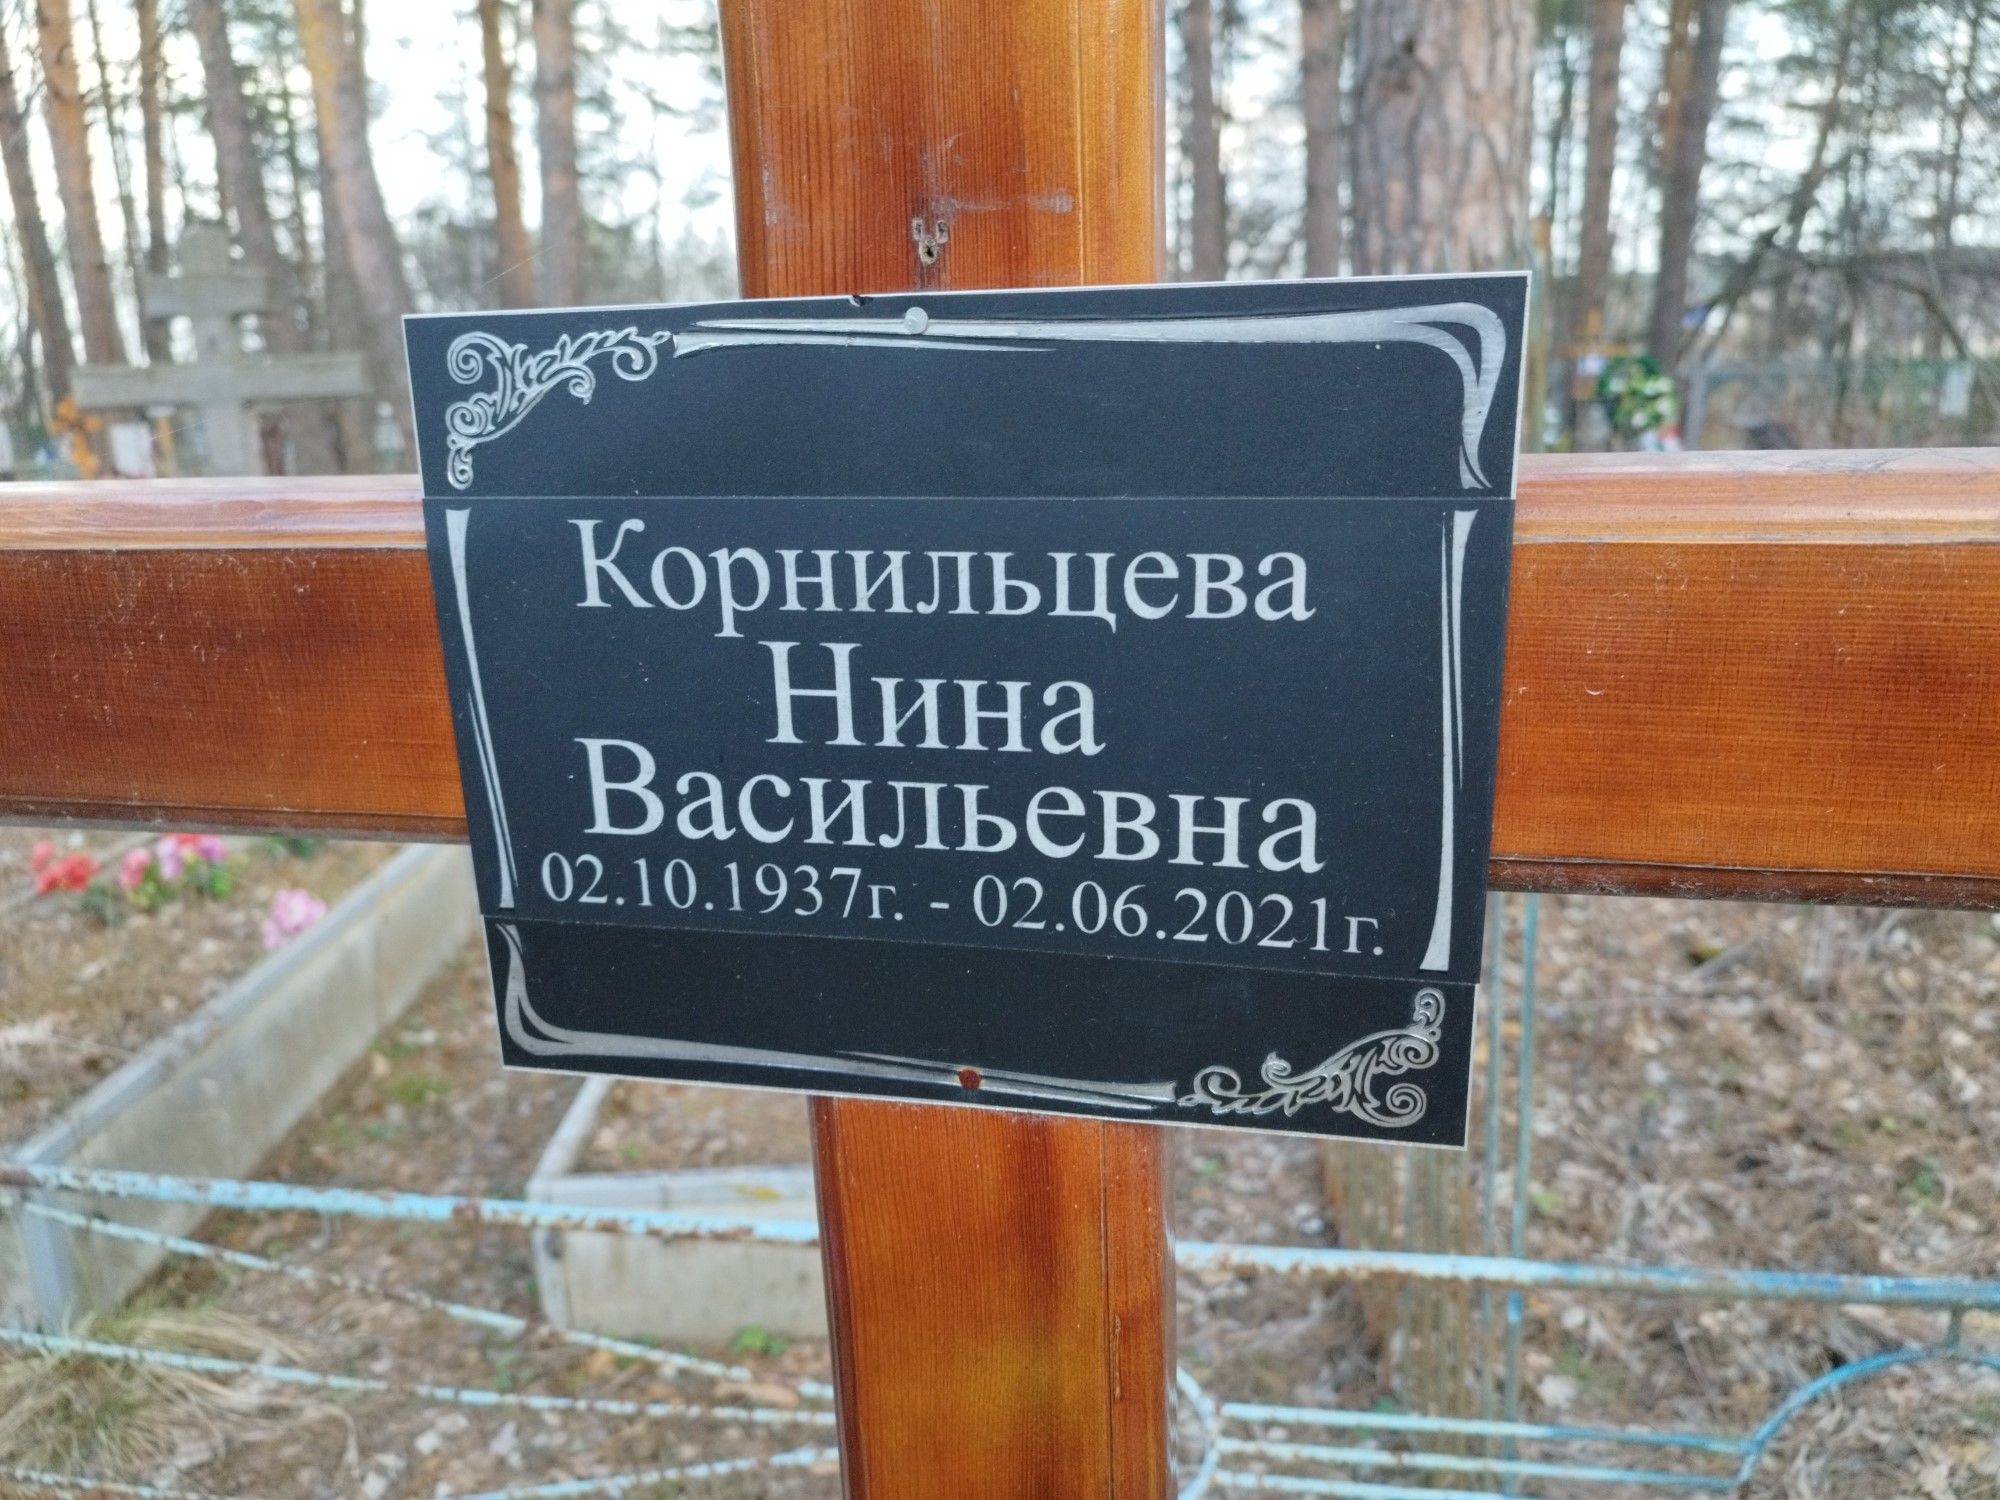 Корнильцева
Нина
Васильевна
02.10.1937г. - 02.06.2021г.